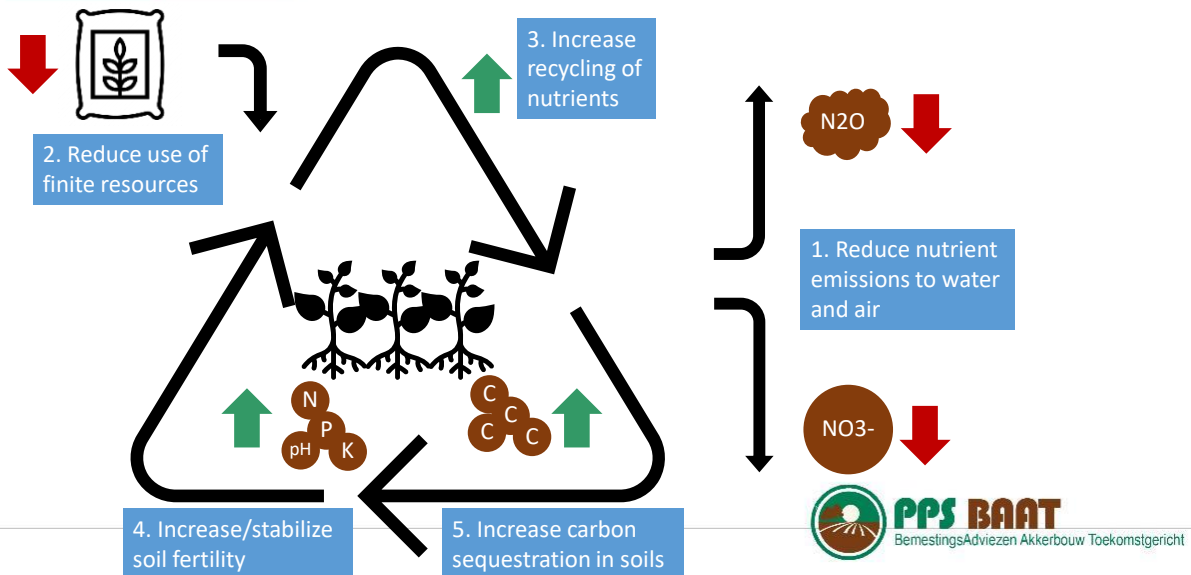 2. Reduce use of
finite resources
3. Increase
recycling of
nutrients
N2O
1. Reduce nutrient
emissions to water
and air
NO3-
N
P
pH
K
C
C
C
C
4. Increase/stabilize
soil fertility
5. Increase carbon
sequestration in soils
PPS BAAT
BemestingsAdviezen Akkerbouw Toekomstgericht